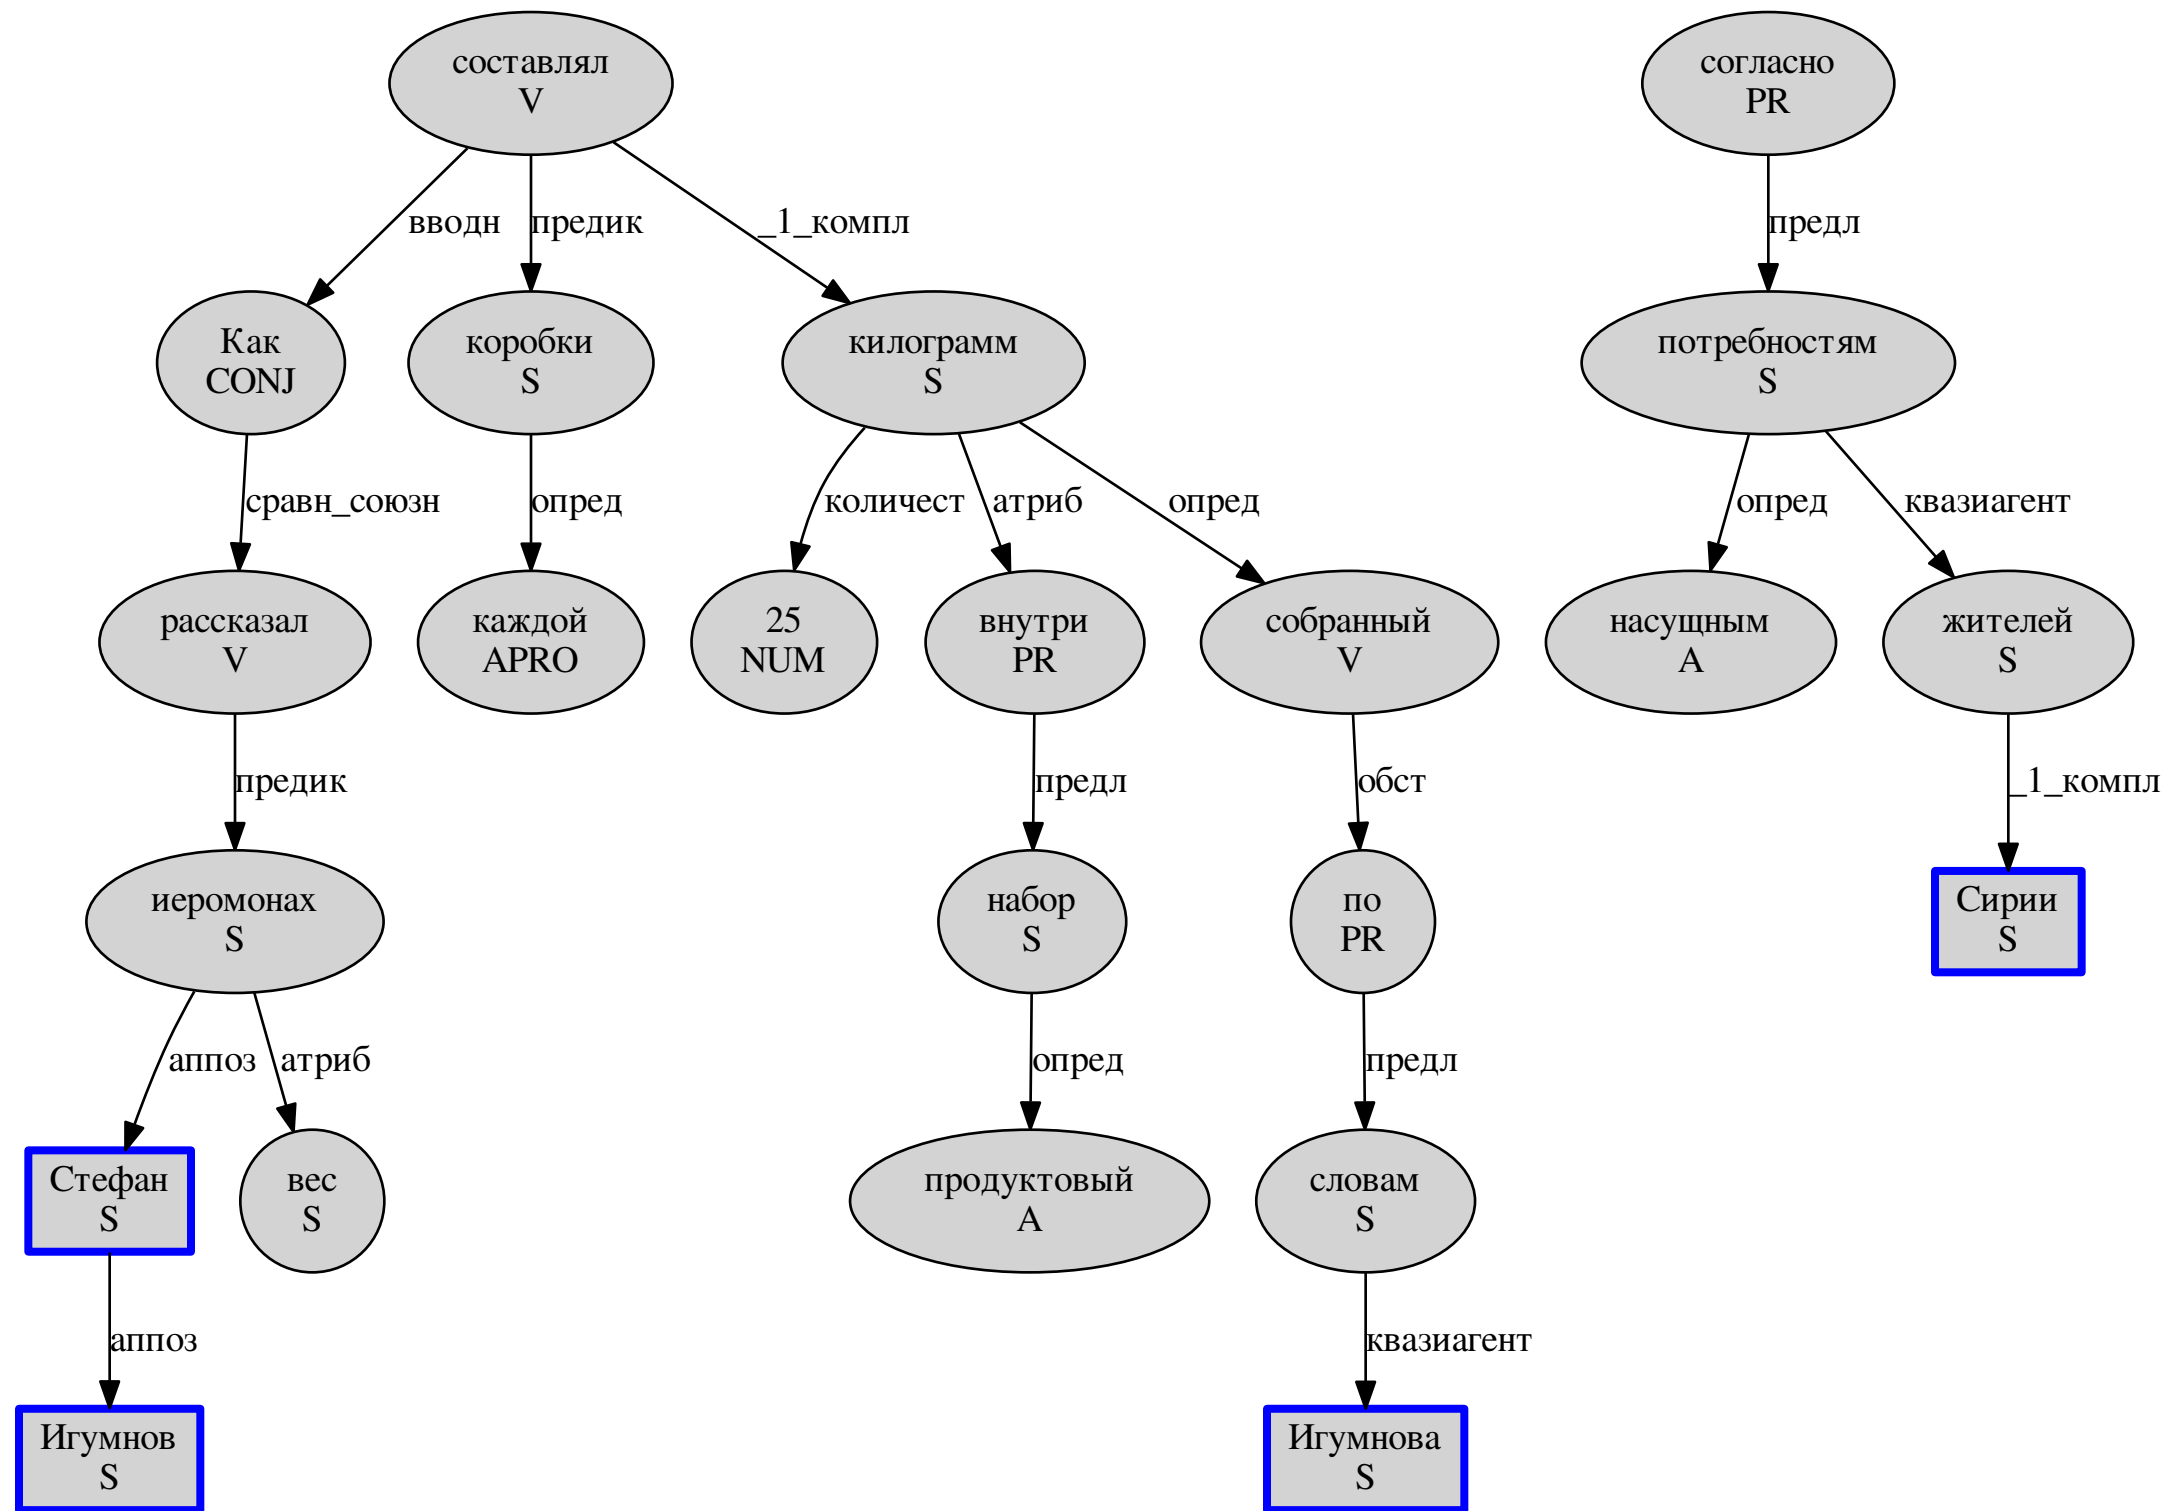 составлял
V
согласно
PR
вводн
предик
_1_компл
предл
Как
CONJ
коробки
S
килограмм
S
потребностям
S
сравн_союзн
опред
количест
атриб
опред
опред
квазиагент
рассказал
V
каждой
APRO
25
NUM
внутри
PR
собранный
V
насущным
A
жителей
S
предик
предл
обст
_1_компл
иеромонах
S
набор
S
по
PR
Сирии
S
аппоз
атриб
опред
предл
Стефан
S
вес
S
продуктовый
A
словам
S
аппоз
квазиагент
Игумнов
S
Игумнова
S